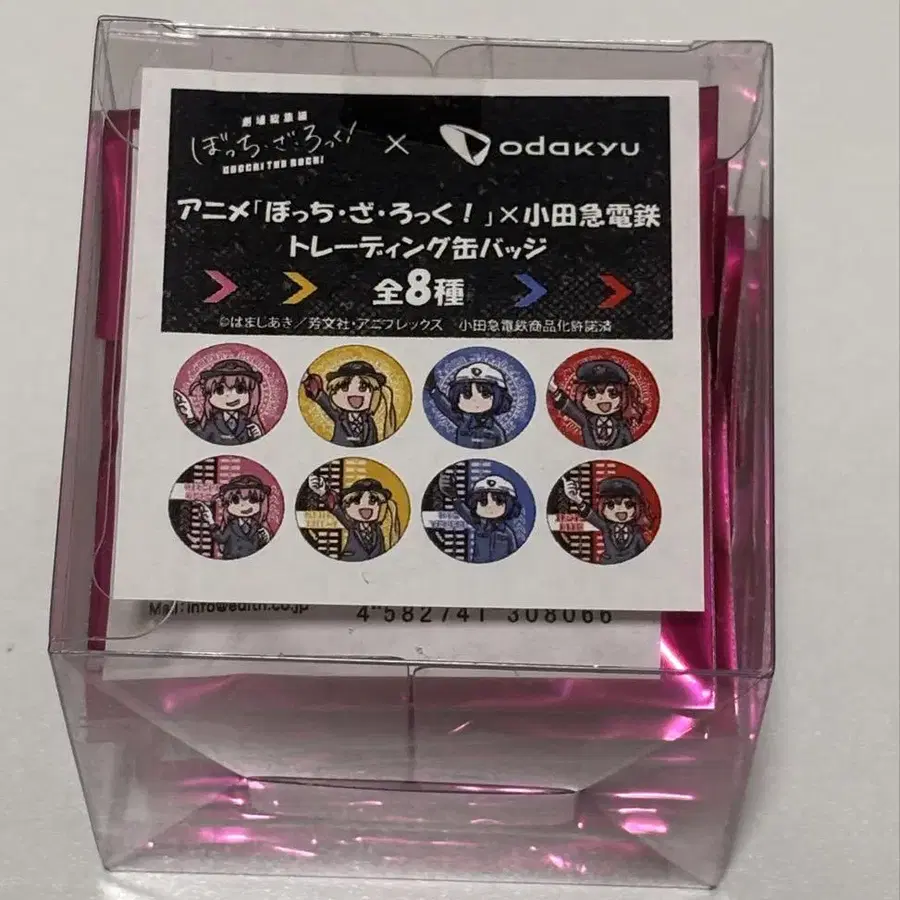 劇場総集編
ぼっち・ざ・ろっく!
BOCCHI THE ROCK!
×
odakyu
アニメ「ぼっち・ざ・ろっく!」×小田急電鉄
トレーディング缶バッジ
全8種
©はまじあき/芳文社・アニプレックス 小田急電鉄商品化許諾済
Mail:info@edith.co.jp
4 582741 308066